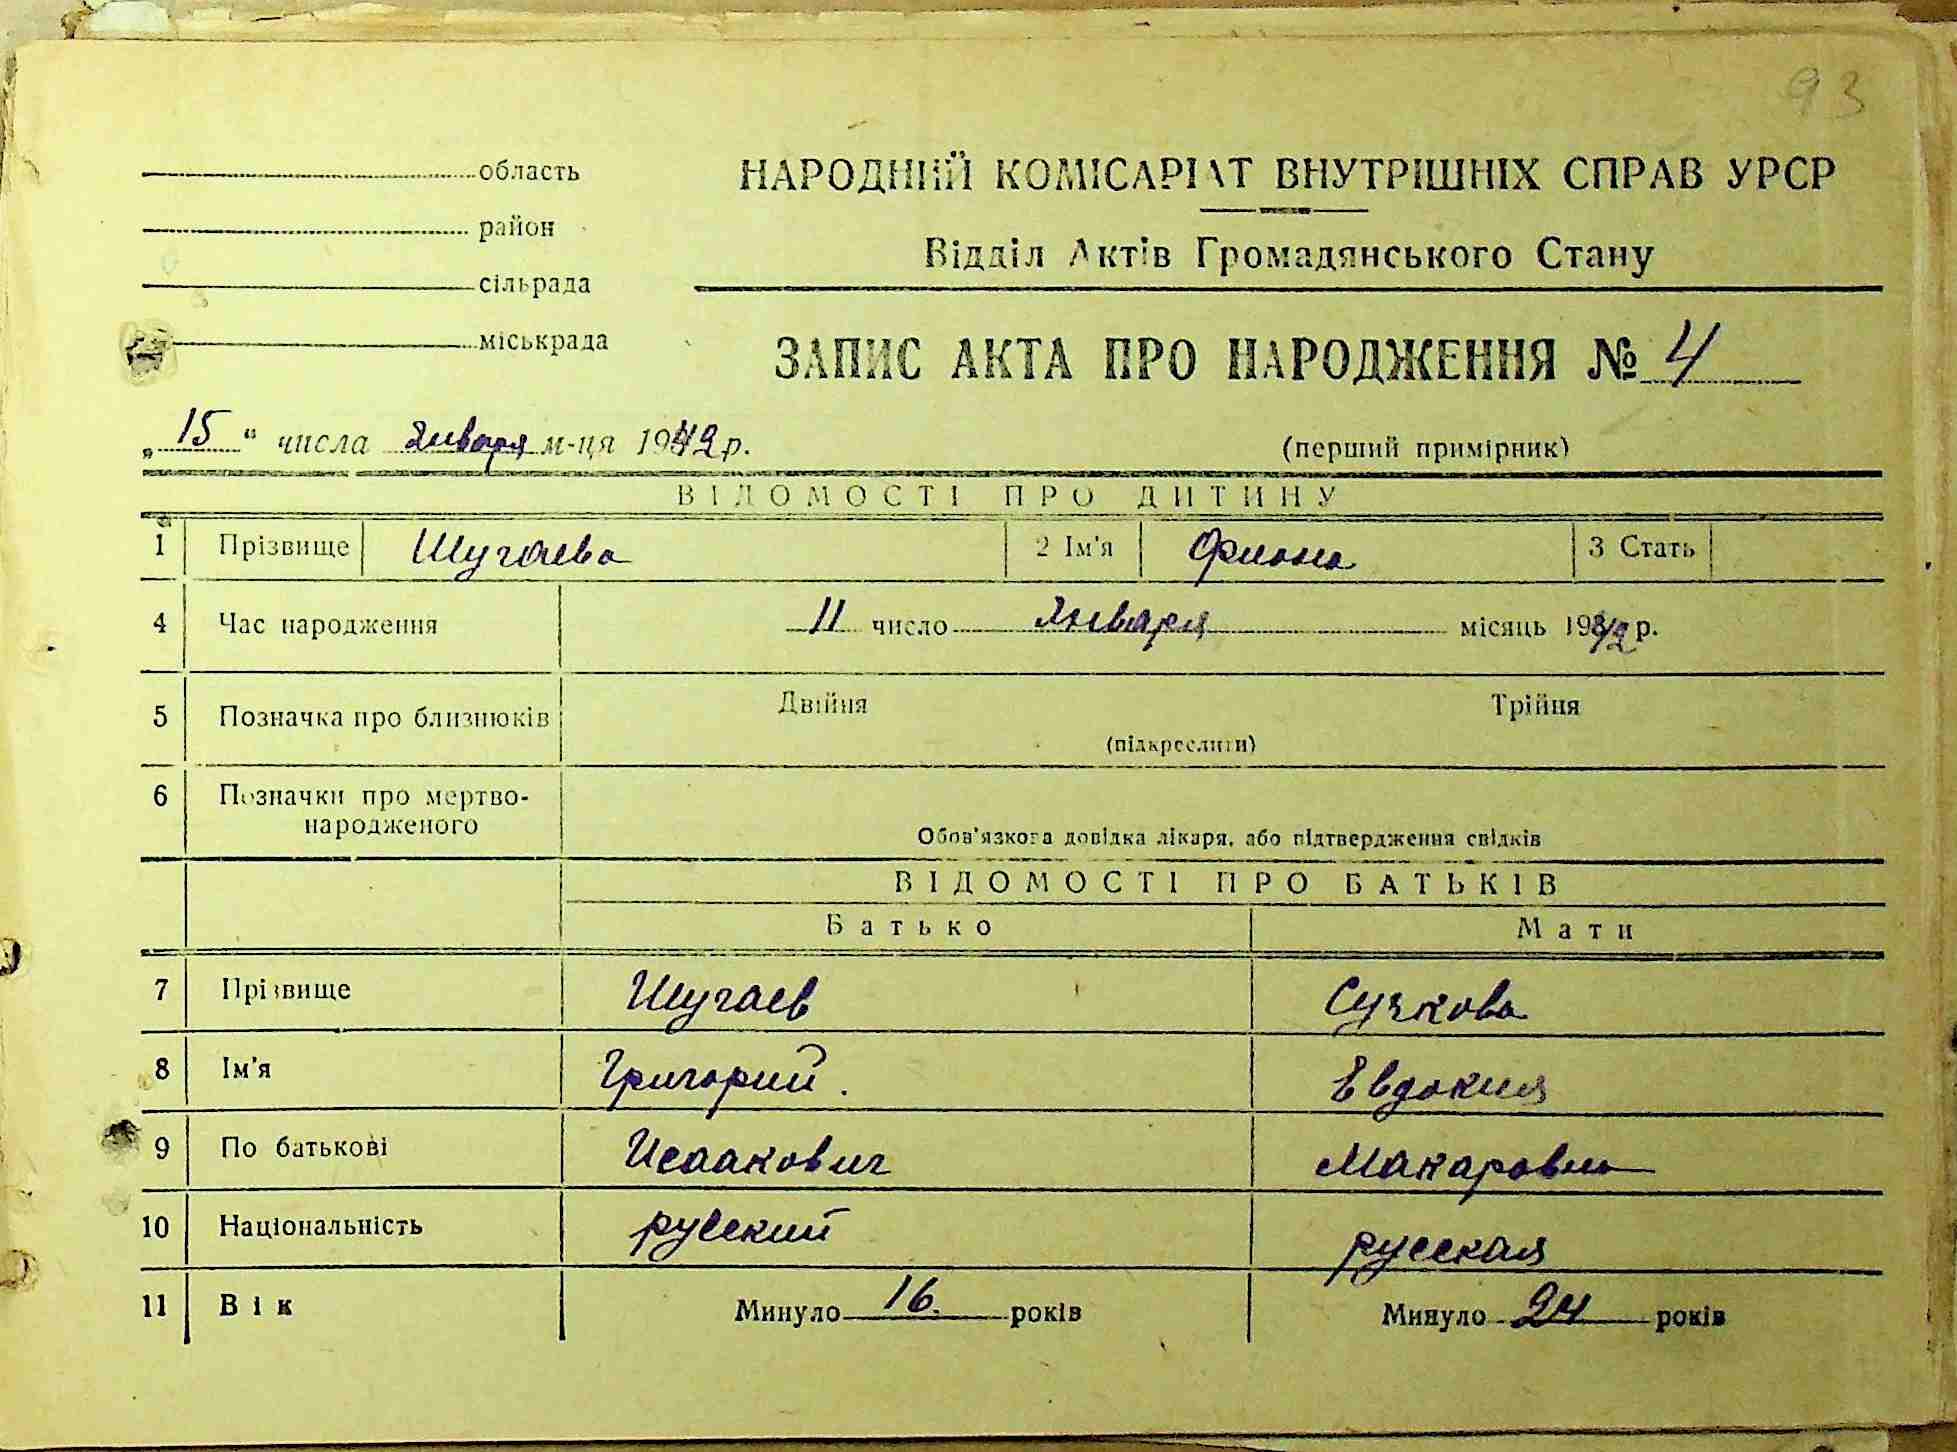 93
область
район
сільрада
міськрада
НАРОДНИЙ КОМІСАРІАТ ВНУТРІШНІХ СПРАВ УРСР
Відділ Актів Громадянського Стану
ЗАПИС АКТА ПРО НАРОДЖЕННЯ № 4
„15" числа января м-ця 1942 р.
(перший примірник)
ВІДОМОСТІ ПРО ДИТИНУ
1 Прізвище Шугаева 2 Ім'я 3 Стать
4 Час народження 11 число января місяць 1942 р.
5 Позначка про близнюків Двійня Трійня
(підкреслити)
6 Позначки про мертво-
народженого
Обов'язкова довідка лікаря, або підтвердження свідків
ВІДОМОСТІ ПРО БАТЬКІВ
Батько Мати
7 Прізвище Шугаев Сучкова
8 Ім'я Григорий. Евдокия
9 По батькові Исаакович Макаровна
10 Національність русский русская
11 Вік Минуло 16. років Минуло 24 років